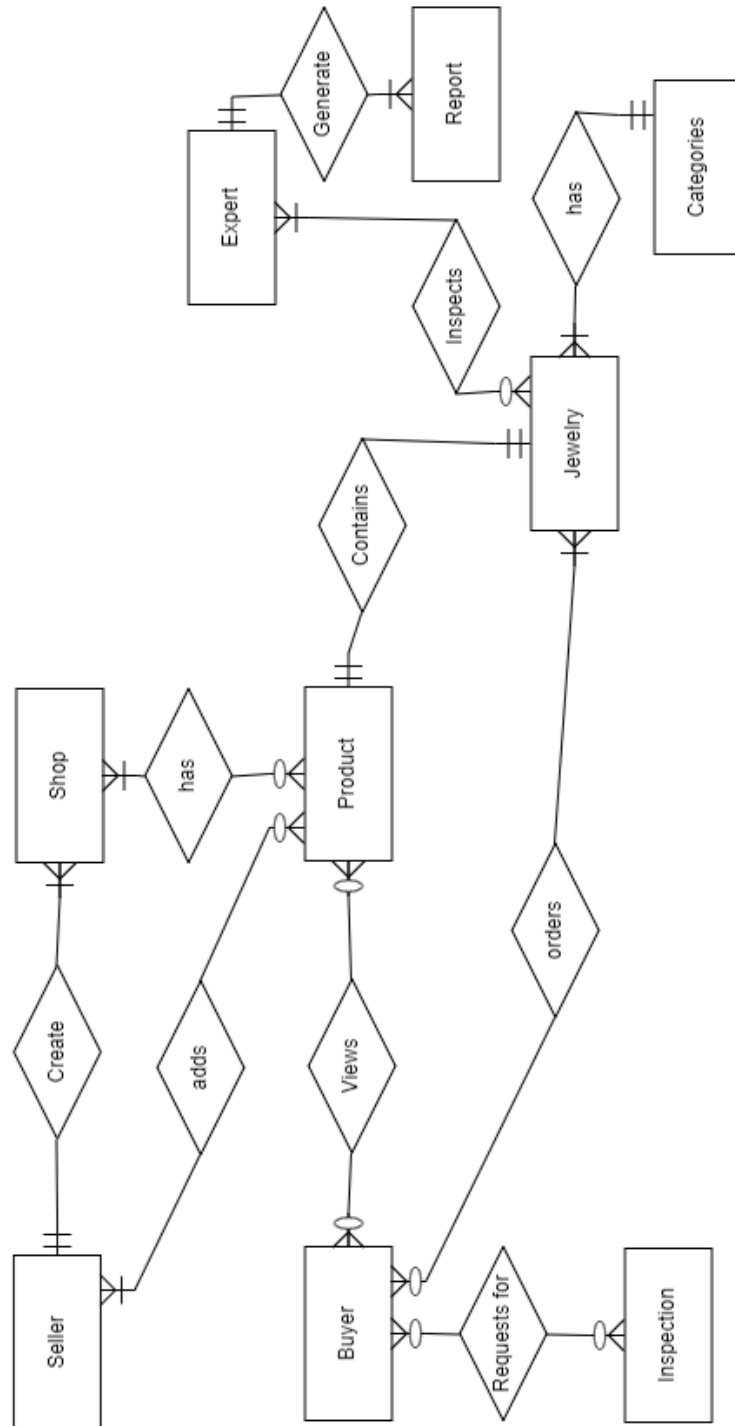 Seller
Create
Shop
adds
has
Expert
Generate
Buyer
Views
Product
Contains
Inspects
Report
Requests for
orders
Jewelry
has
Inspection
Categories